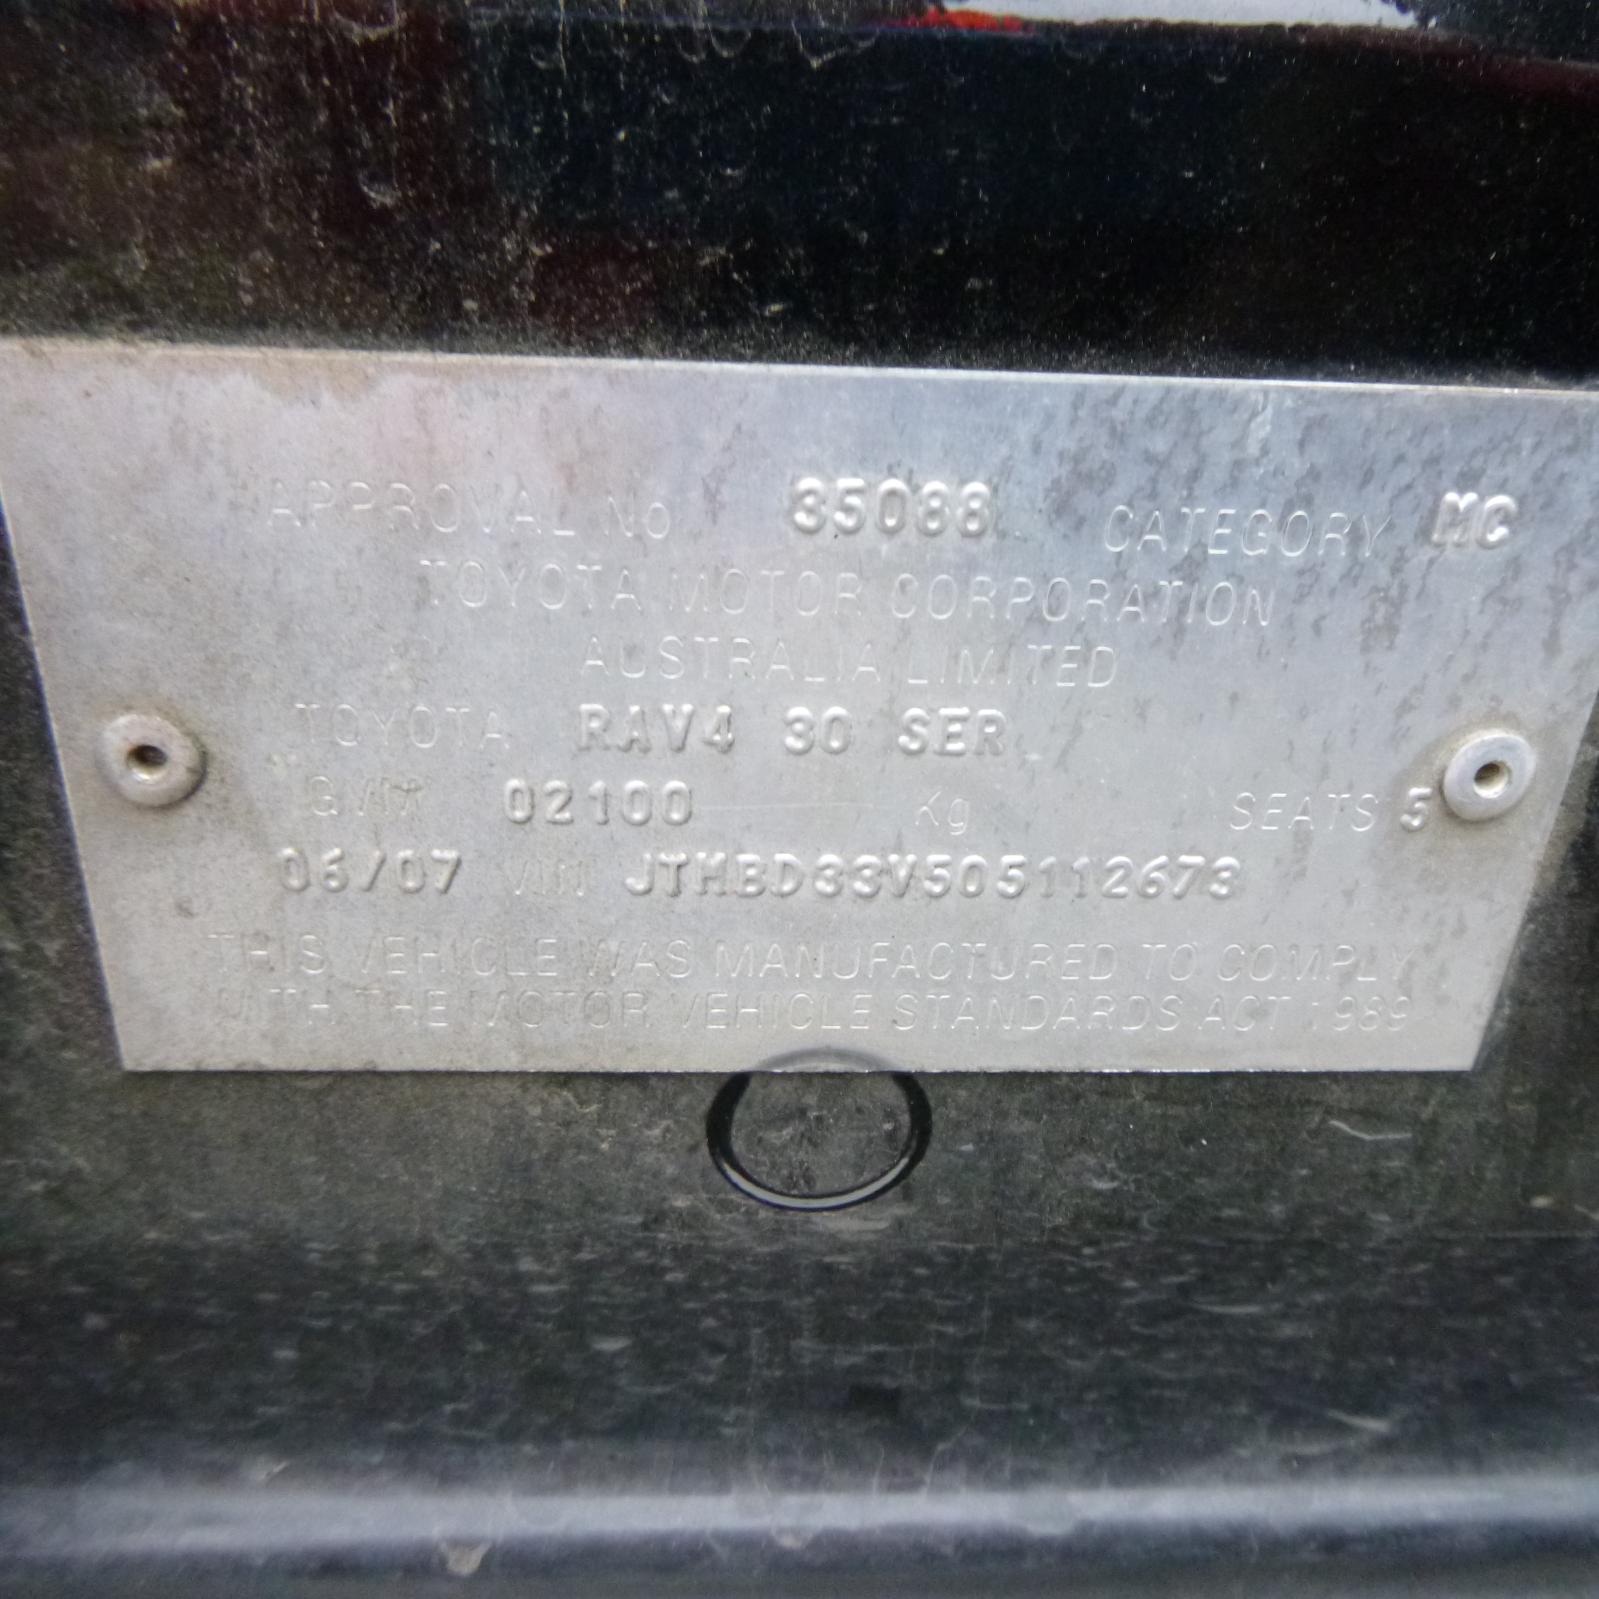 APPROVAL No 35088 CATEGORY MC
TOYOTA MOTOR CORPORATION
AUSTRALIA LIMITED
TOYOTA RAV4 30 SER
GVM 02100 Kg SEATS 5
06/07 VIN JTMBD33V505112673
THIS VEHICLE WAS MANUFACTURED TO COMPLY
WITH THE MOTOR VEHICLE STANDARDS ACT 1989